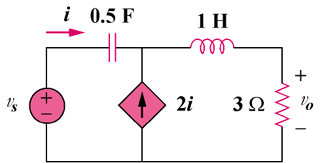 i 0.5 F 1 H
+
vs + − 2i 3 Ω vo
−